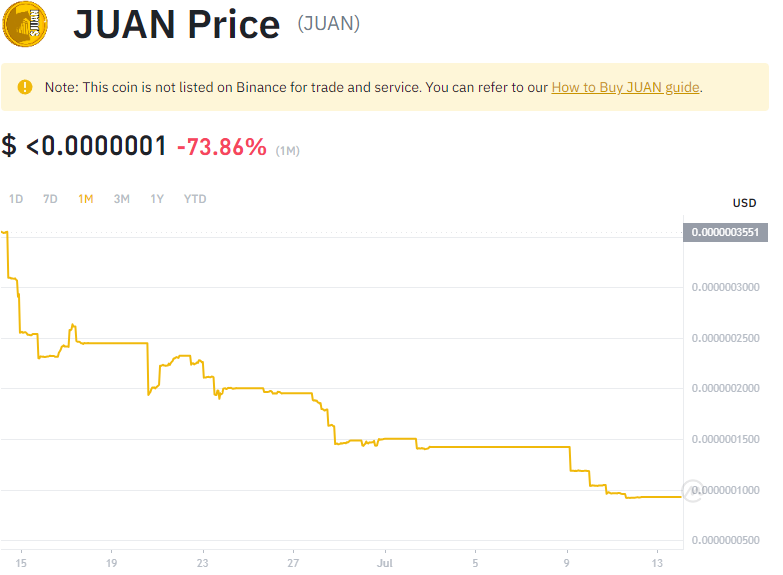 $JUAN
JUAN Price (JUAN)
Note: This coin is not listed on Binance for trade and service. You can refer to our How to Buy JUAN guide.
$ <0.0000001 -73.86% (1M)
1D 7D 1M 3M 1Y YTD
USD
0.0000003551
0.0000003000
0.0000002500
0.0000002000
0.0000001500
0.0000001000
0.0000000500
15 19 23 27 Jul 5 9 13